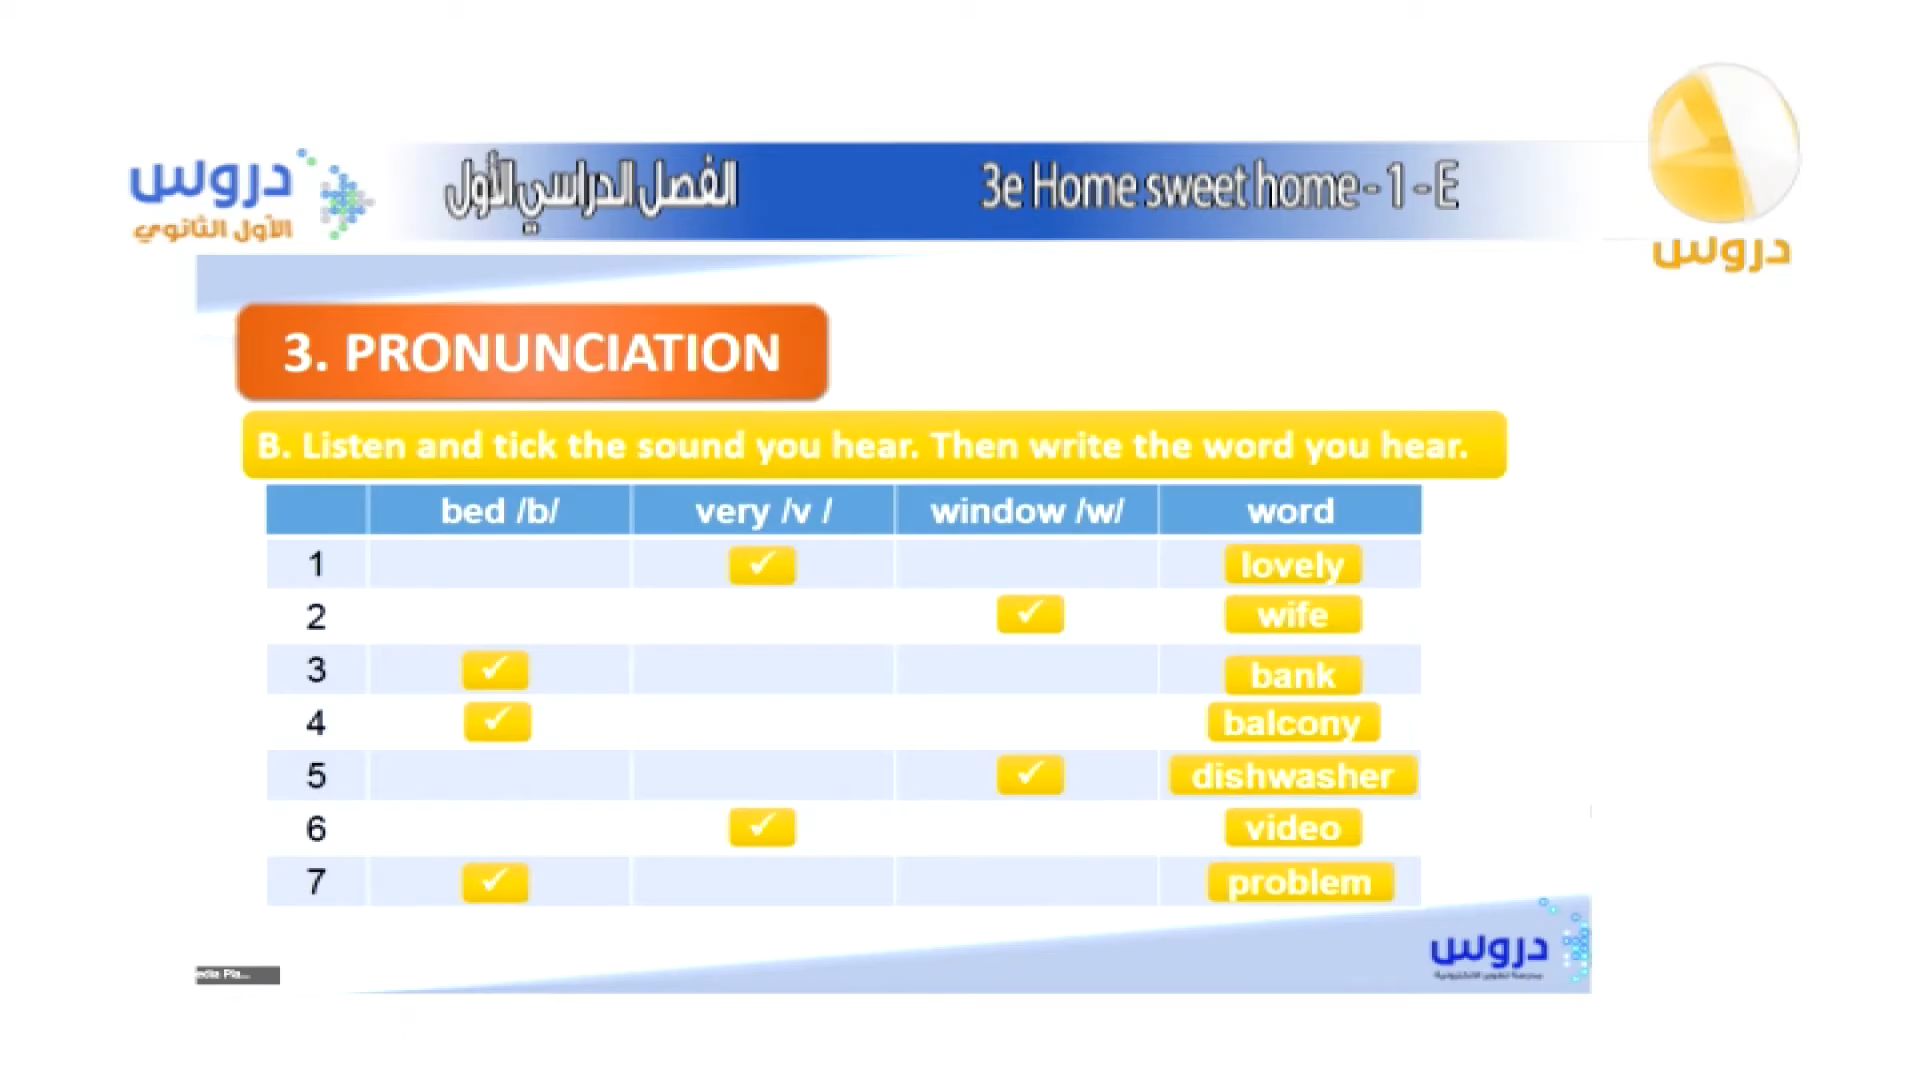 دروس
الأول الثانوي
الفصل الدراسي الأول
3e Home sweet home - 1 - E
دروس
3. PRONUNCIATION
B. Listen and tick the sound you hear. Then write the word you hear.
bed /b/ very /v / window /w/ word
1 ✓ lovely
2 ✓ wife
3 ✓ bank
4 ✓ balcony
5 ✓ dishwasher
6 ✓ video
7 ✓ problem
دروس
edia Pla...